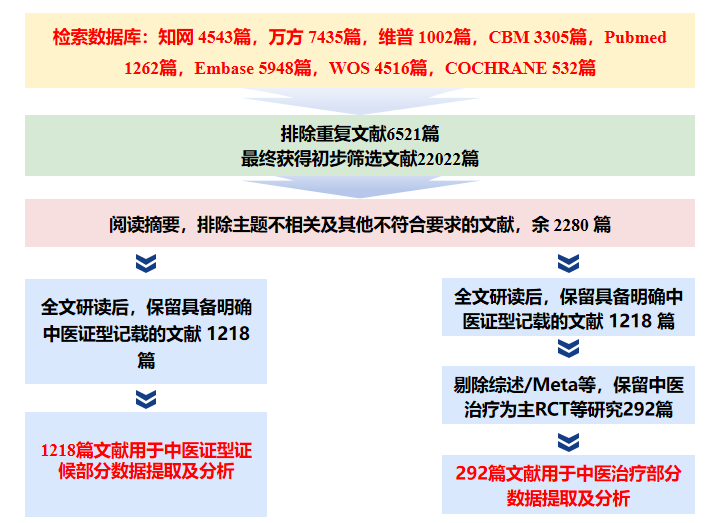 检索数据库：知网 4543篇，万方 7435篇，维普 1002篇，CBM 3305篇，Pubmed
1262篇，Embase 5948篇，WOS 4516篇，COCHRANE 532篇
排除重复文献6521篇
最终获得初步筛选文献22022篇
阅读摘要，排除主题不相关及其他不符合要求的文献，余 2280 篇
全文研读后，保留具备明确
中医证型记载的文献 1218
篇
1218篇文献用于中医证型证
候部分数据提取及分析
全文研读后，保留具备明确中
医证型记载的文献 1218 篇
剔除综述/Meta等，保留中医
治疗为主RCT等研究292篇
292篇文献用于中医治疗部分
数据提取及分析